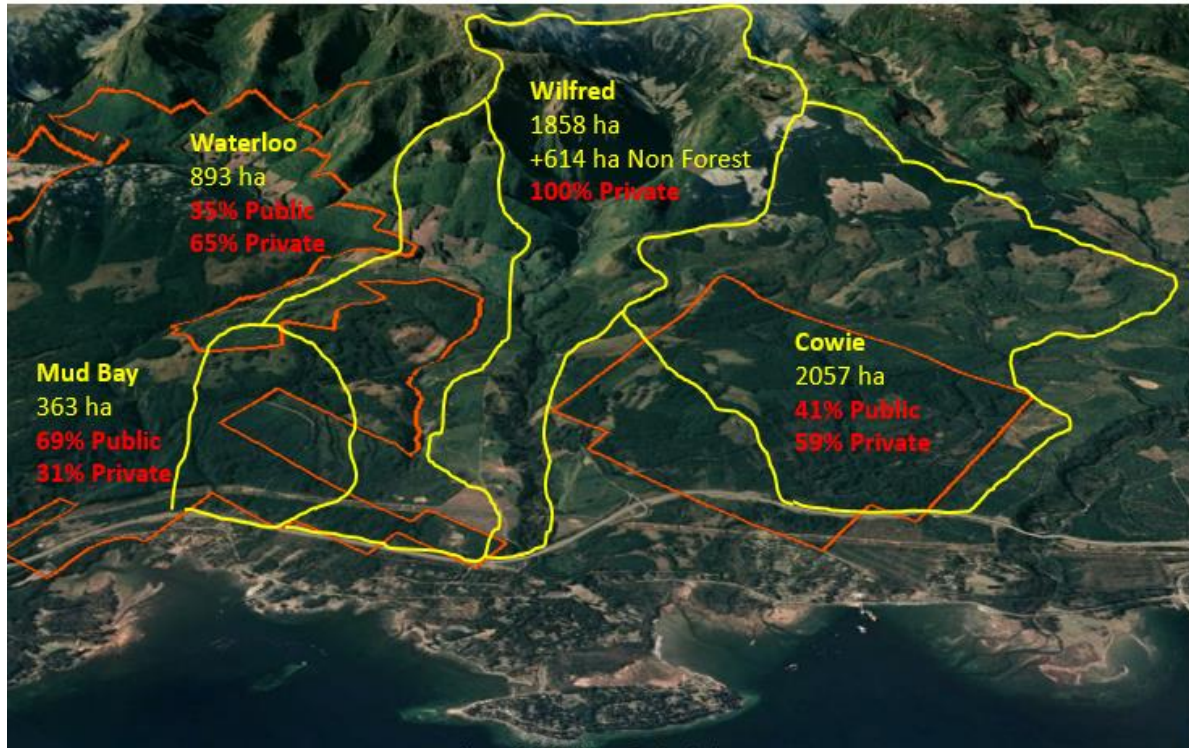 Wilfred
1858 ha
+614 ha Non Forest
100% Private
Waterloo
893 ha
35% Public
65% Private
Cowie
2057 ha
41% Public
59% Private
Mud Bay
363 ha
69% Public
31% Private